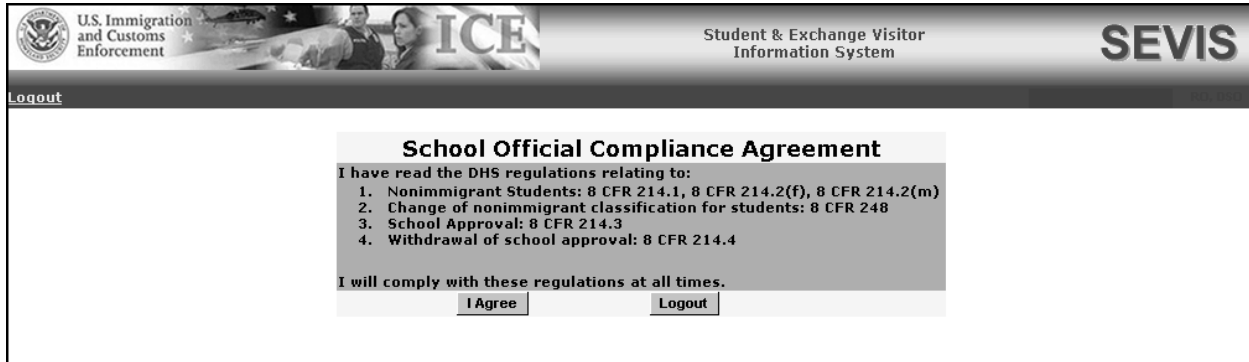 U.S. Immigration
and Customs
Enforcement
ICE
Student & Exchange Visitor
Information System
SEVIS
Logout
School Official Compliance Agreement
I have read the DHS regulations relating to:
1. Nonimmigrant Students: 8 CFR 214.1, 8 CFR 214.2(f), 8 CFR 214.2(m)
2. Change of nonimmigrant classification for students: 8 CFR 248
3. School Approval: 8 CFR 214.3
4. Withdrawal of school approval: 8 CFR 214.4
I will comply with these regulations at all times.
I Agree Logout